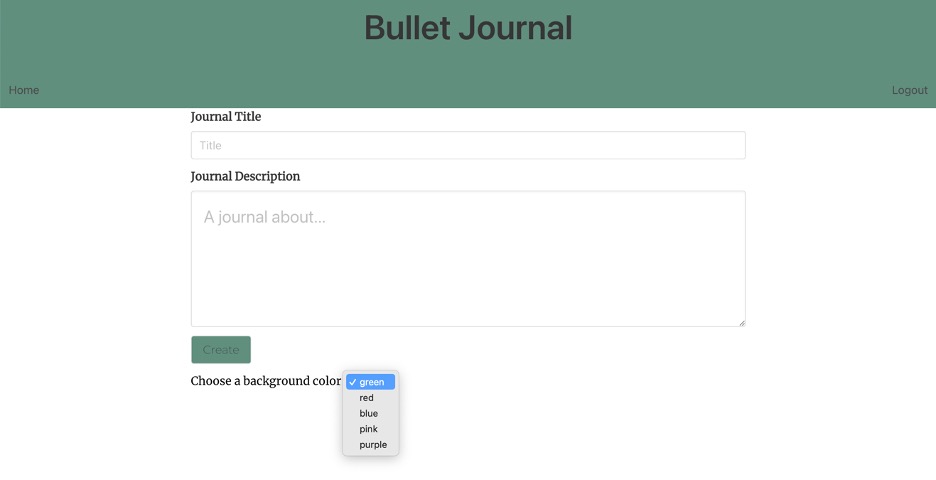 Bullet Journal
Home
Logout
Journal Title
Title
Journal Description
A journal about...
Create
Choose a background color
green
red
blue
pink
purple